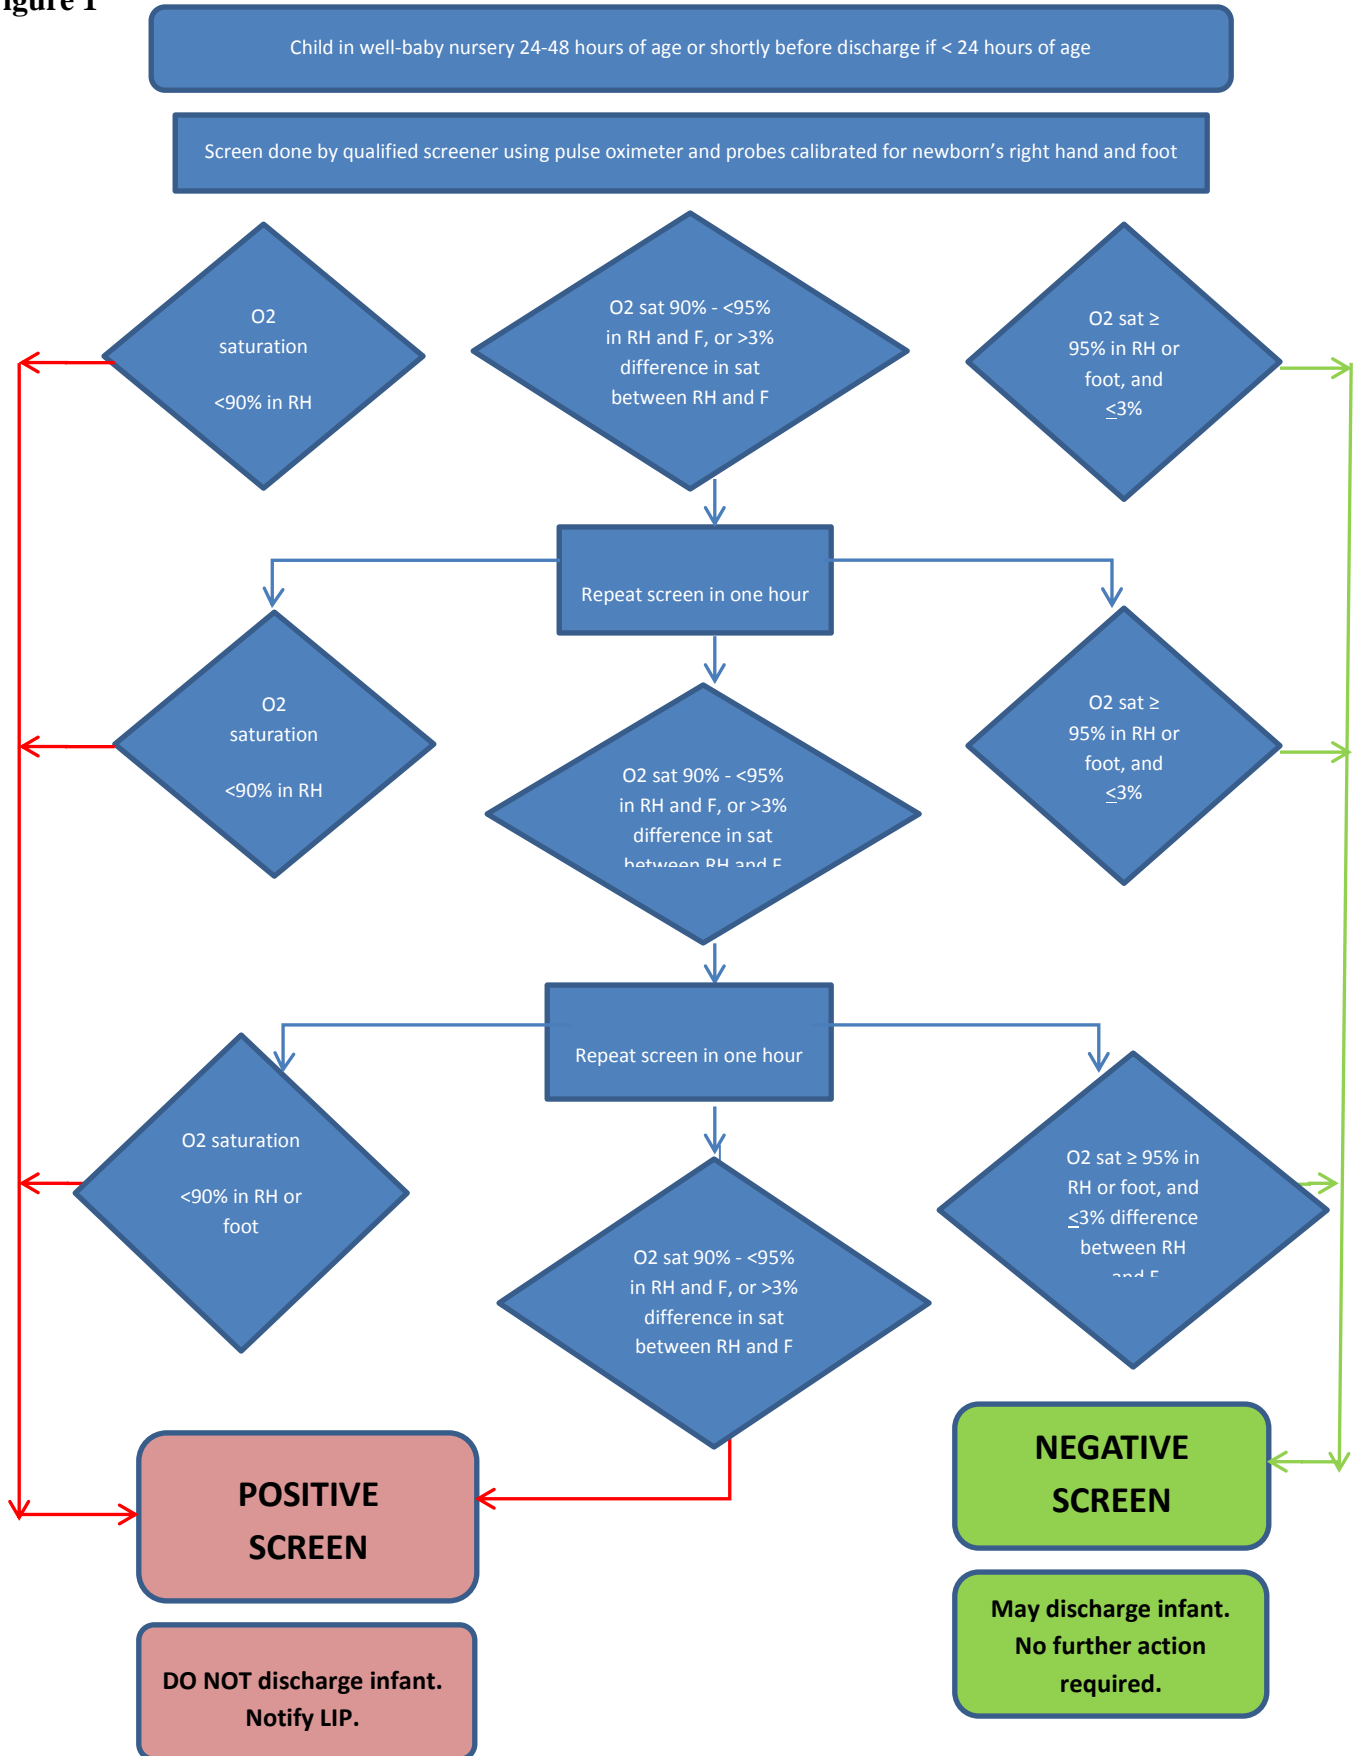 igure 1
Child in well-baby nursery 24-48 hours of age or shortly before discharge if < 24 hours of age
Screen done by qualified screener using pulse oximeter and probes calibrated for newborn’s right hand and foot
O2
saturation
<90% in RH
O2 sat 90% - <95%
in RH and F, or >3%
difference in sat
between RH and F
O2 sat ≥
95% in RH or
foot, and
<3%
Repeat screen in one hour
O2
saturation
<90% in RH
O2 sat 90% - <95%
in RH and F, or >3%
difference in sat
between RH and F
O2 sat ≥
95% in RH or
foot, and
<3%
Repeat screen in one hour
O2 saturation
<90% in RH or
foot
O2 sat 90% - <95%
in RH and F, or >3%
difference in sat
between RH and F
O2 sat ≥ 95% in
RH or foot, and
<3% difference
between RH
and F
POSITIVE
SCREEN
DO NOT discharge infant.
Notify LIP.
NEGATIVE
SCREEN
May discharge infant.
No further action
required.